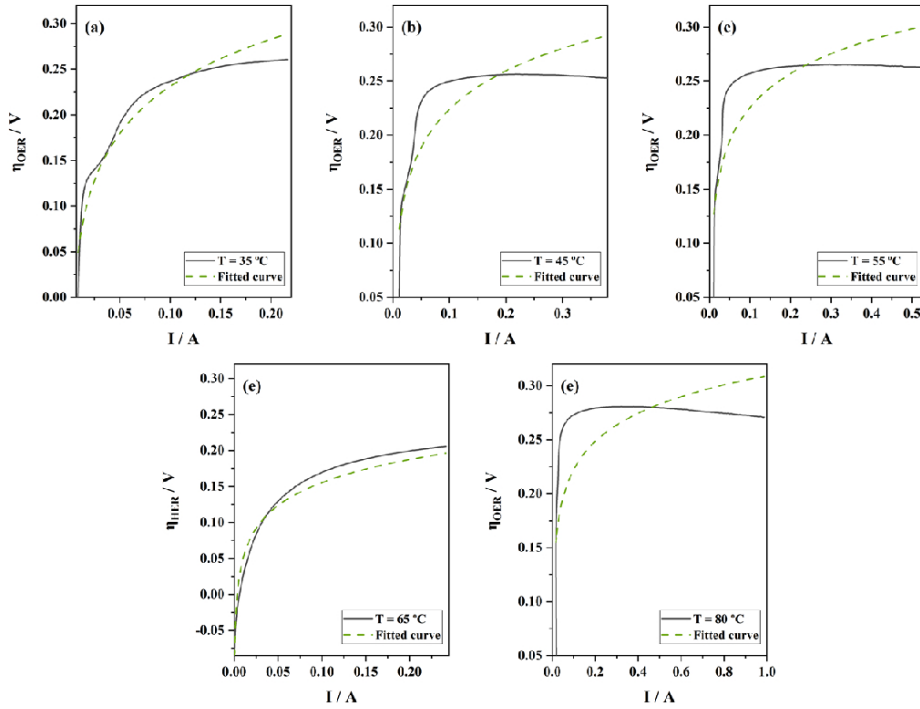 (a)
η_OER / V
0.30
0.25
0.20
0.15
0.10
0.05
0.00
T = 35 ºC
Fitted curve
0.05 0.10 0.15 0.20
I / A
(b)
η_OER / V
0.30
0.25
0.20
0.15
0.10
0.05
T = 45 ºC
Fitted curve
0.0 0.1 0.2 0.3
I / A
(c)
η_OER / V
0.30
0.25
0.20
0.15
0.10
0.05
T = 55 ºC
Fitted curve
0.0 0.1 0.2 0.3 0.4 0.5
I / A
(e)
η_HER / V
0.30
0.20
0.15
0.10
0.00
-0.05
T = 65 ºC
Fitted curve
0.00 0.05 0.10 0.15 0.20
I / A
(e)
η_OER / V
0.30
0.25
0.20
0.15
0.10
0.05
T = 80 ºC
Fitted curve
0.0 0.2 0.4 0.6 0.8 1.0
I / A